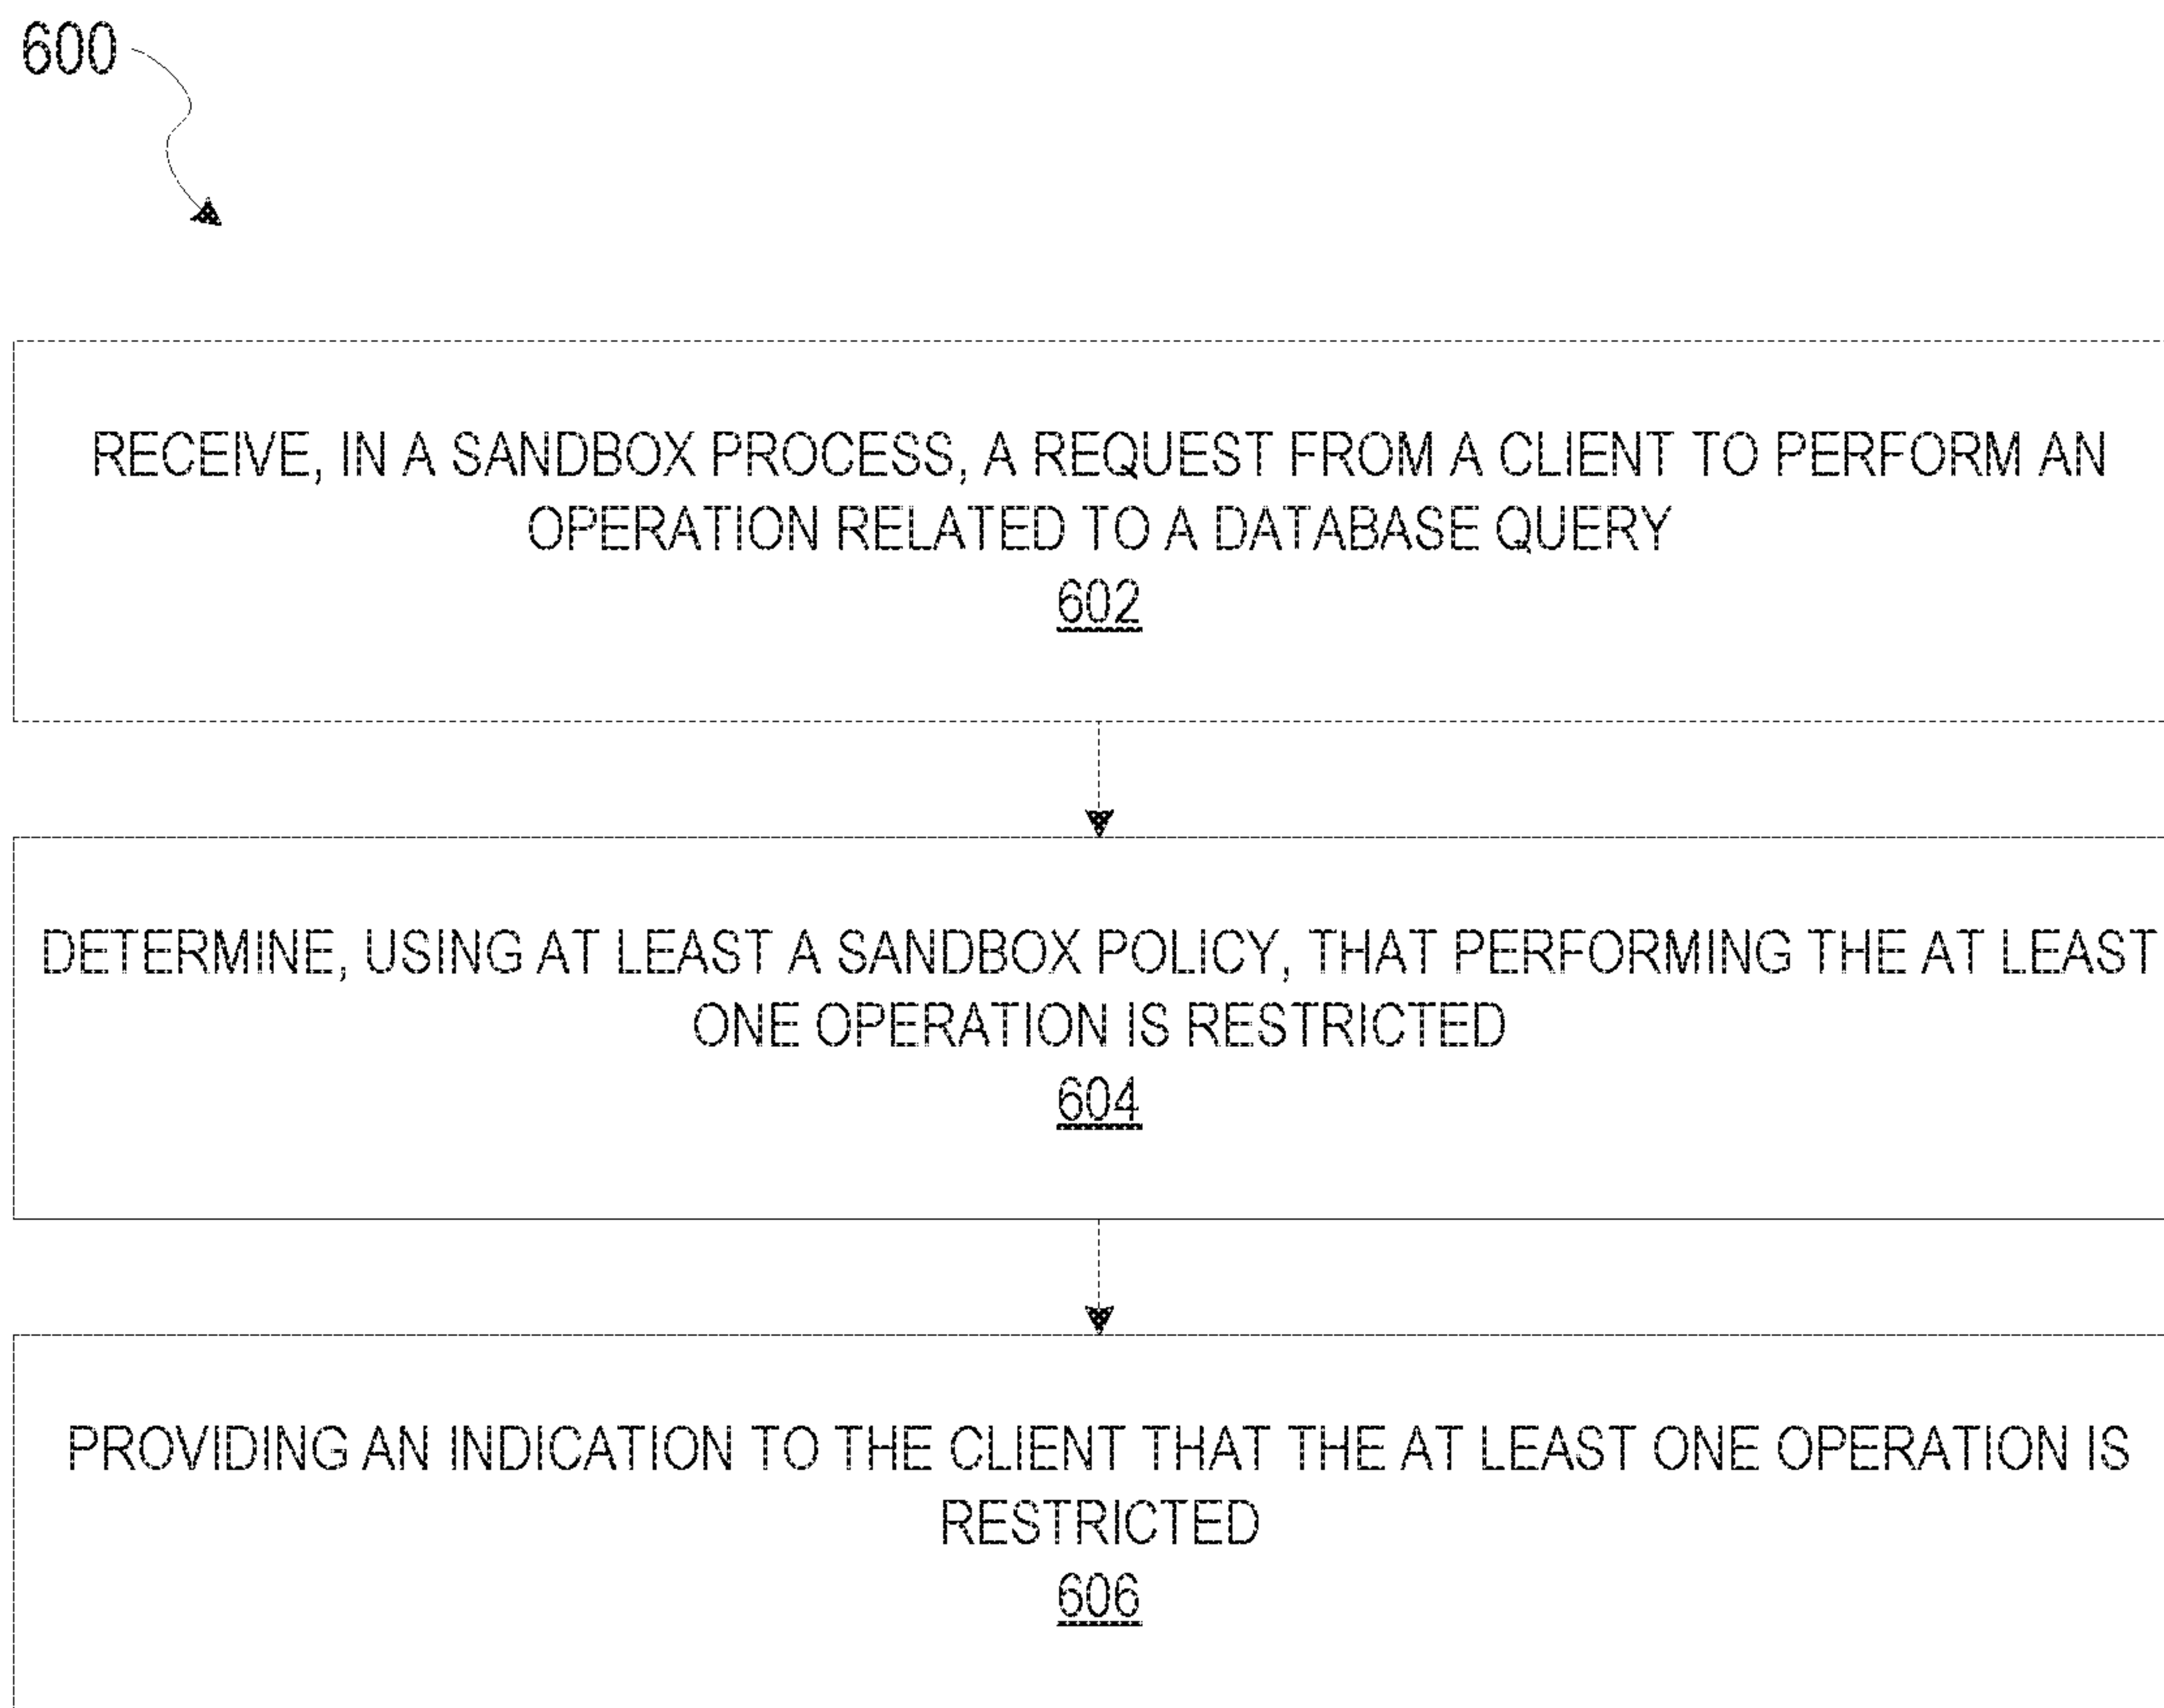 600
RECEIVE, IN A SANDBOX PROCESS, A REQUEST FROM A CLIENT TO PERFORM AN
OPERATION RELATED TO A DATABASE QUERY
602
DETERMINE, USING AT LEAST A SANDBOX POLICY, THAT PERFORMING THE AT LEAST
ONE OPERATION IS RESTRICTED
604
PROVIDING AN INDICATION TO THE CLIENT THAT THE AT LEAST ONE OPERATION IS
RESTRICTED
606